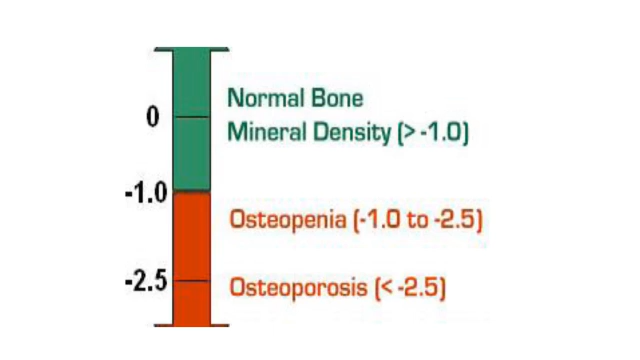 Normal Bone
0
Mineral Density (> -1.0)
-1.0
Osteopenia (-1.0 to -2.5)
-2.5
Osteoporosis (< -2.5)